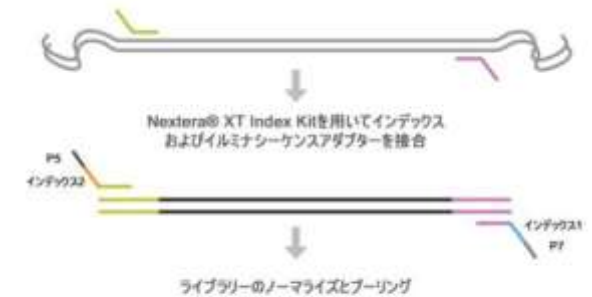 Nextera® XT Index Kitを用いてインデックス
およびイルミナシーケンスアダプターを接合
P5
インデックス2
インデックス1
P7
ライブラリーのノーマライズとプーリング